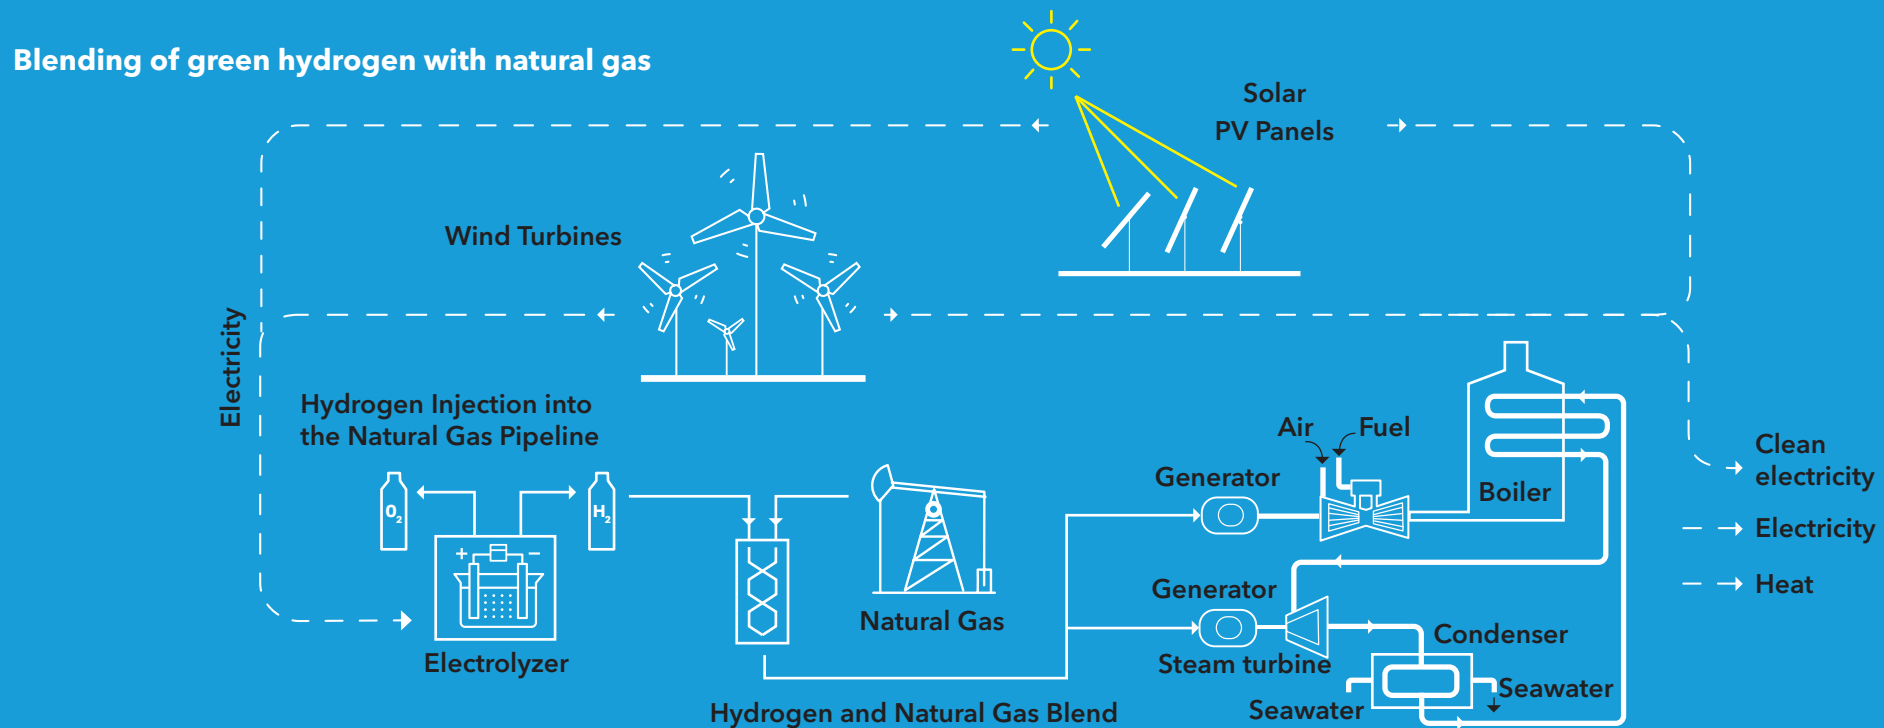 Blending of green hydrogen with natural gas
Solar
PV Panels
Wind Turbines
Electricity
Hydrogen Injection into
the Natural Gas Pipeline
O2
H2
+
−
Electrolyzer
Natural Gas
Hydrogen and Natural Gas Blend
Air
Fuel
Generator
Boiler
Generator
Steam turbine
Condenser
Seawater
Seawater
Clean
electricity
Electricity
Heat